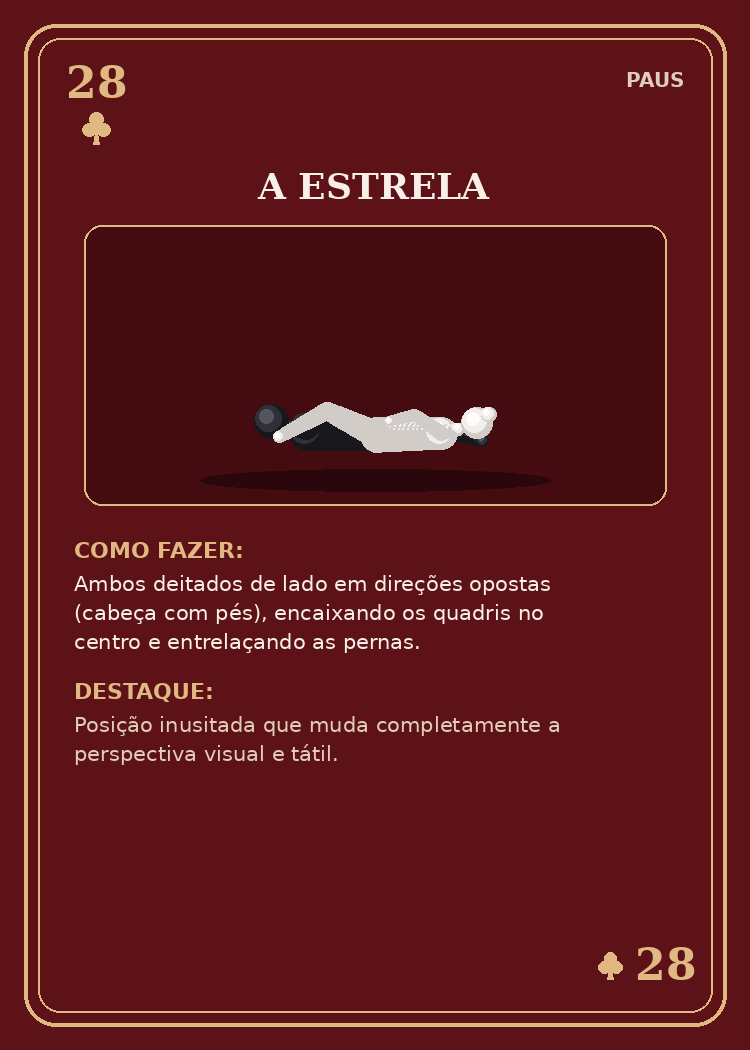 28
PAUS
A ESTRELA
COMO FAZER:
Ambos deitados de lado em direções opostas
(cabeça com pés), encaixando os quadris no
centro e entrelaçando as pernas.
DESTAQUE:
Posição inusitada que muda completamente a
perspectiva visual e tátil.
28